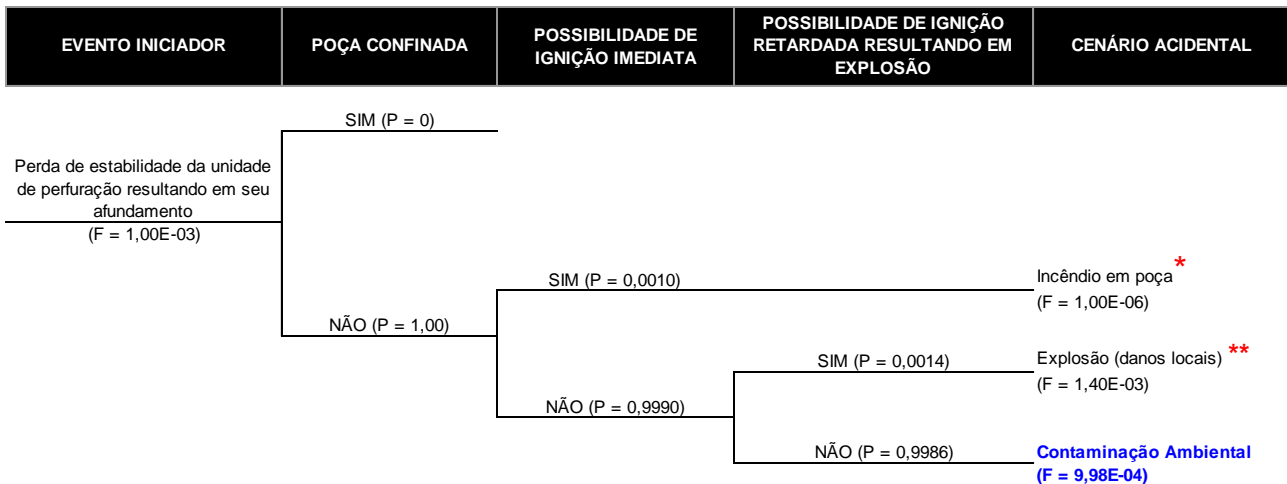 EVENTO INICIADOR
POÇA CONFINADA
POSSIBILIDADE DE
IGNIÇÃO IMEDIATA
POSSIBILIDADE DE IGNIÇÃO
RETARDADA RESULTANDO EM
EXPLOSÃO
CENÁRIO ACIDENTAL
SIM (P = 0)
Perda de estabilidade da unidade
de perfuração resultando em seu
afundamento
(F = 1,00E-03)
SIM (P = 0,0010)
Incêndio em poça *
(F = 1,00E-06)
NÃO (P = 1,00)
SIM (P = 0,0014)
Explosão (danos locais) **
(F = 1,40E-03)
NÃO (P = 0,9990)
NÃO (P = 0,9986)
Contaminação Ambiental
(F = 9,98E-04)